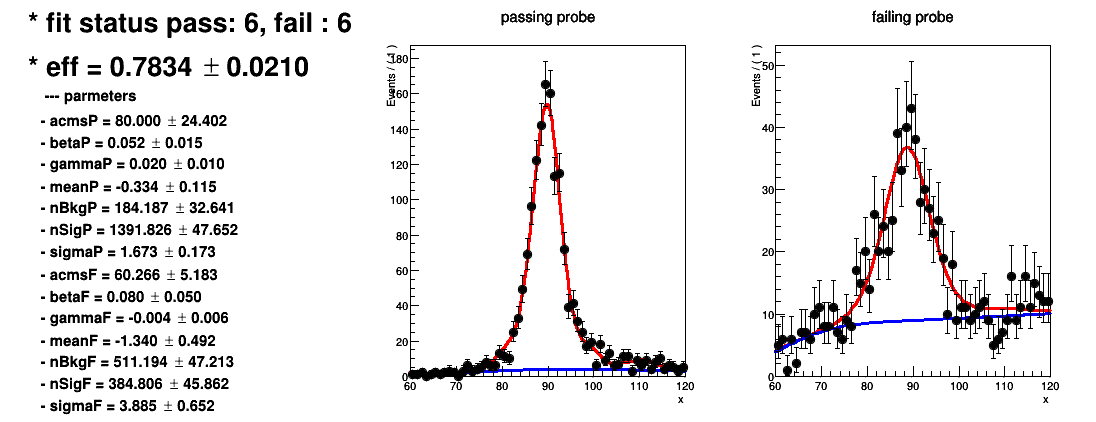 * fit status pass: 6, fail : 6
* eff = 0.7834 ± 0.0210
--- parmeters
- acmsP = 80.000 ± 24.402
- betaP = 0.052 ± 0.015
- gammaP = 0.020 ± 0.010
- meanP = -0.334 ± 0.115
- nBkgP = 184.187 ± 32.641
- nSigP = 1391.826 ± 47.652
- sigmaP = 1.673 ± 0.173
- acmsF = 60.266 ± 5.183
- betaF = 0.080 ± 0.050
- gammaF = -0.004 ± 0.006
- meanF = -1.340 ± 0.492
- nBkgF = 511.194 ± 47.213
- nSigF = 384.806 ± 45.862
- sigmaF = 3.885 ± 0.652
passing probe
Events / ( 1 )
180
160
140
120
100
80
60
40
20
0
60 70 80 90 100 110 120
x
failing probe
Events / ( 1 )
50
40
30
20
10
0
60 70 80 90 100 110 120
x